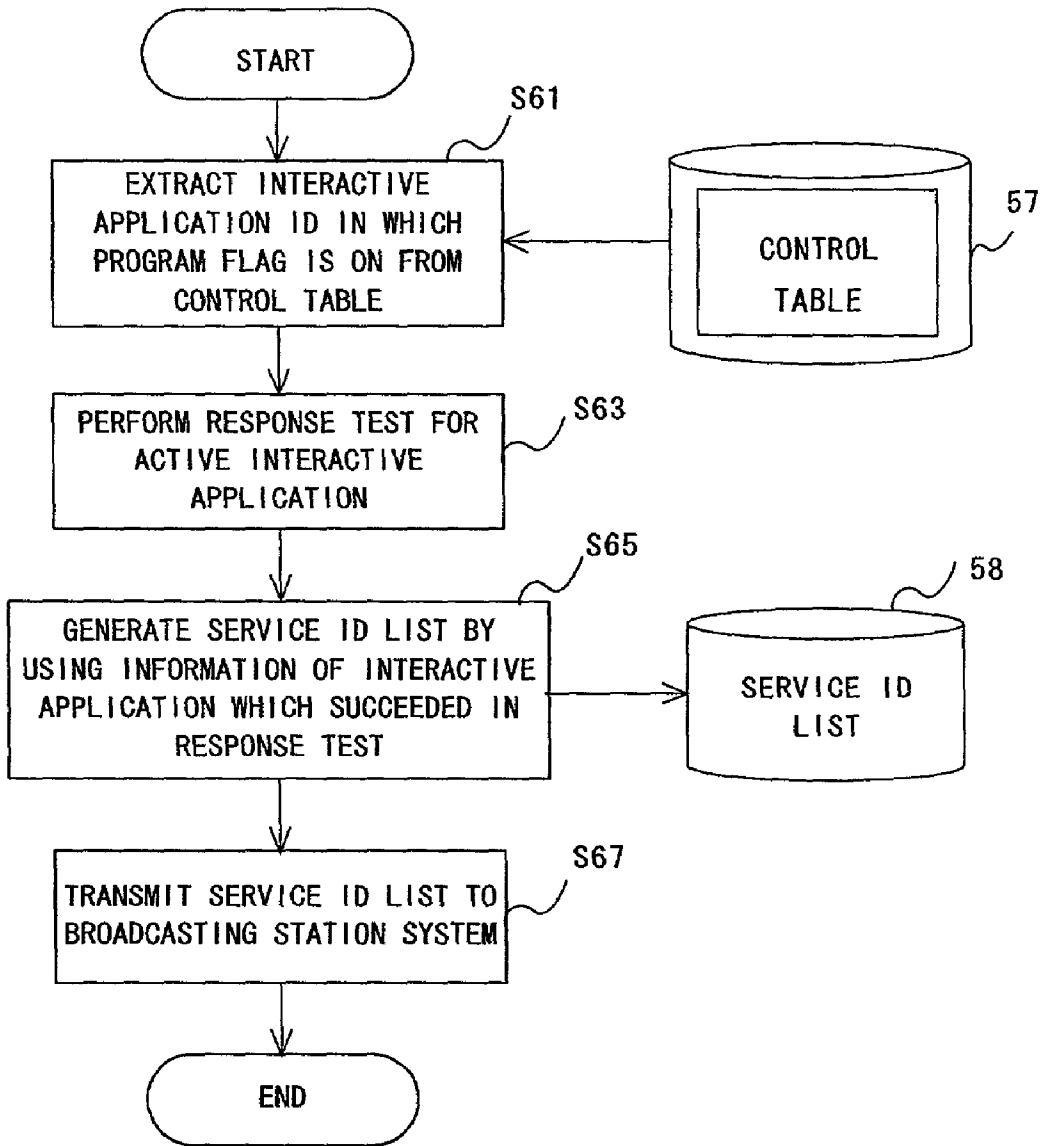 START
S61
EXTRACT INTERACTIVE
APPLICATION ID IN WHICH
PROGRAM FLAG IS ON FROM
CONTROL TABLE
57
CONTROL
TABLE
S63
PERFORM RESPONSE TEST FOR
ACTIVE INTERACTIVE
APPLICATION
S65
GENERATE SERVICE ID LIST BY
USING INFORMATION OF INTERACTIVE
APPLICATION WHICH SUCCEEDED IN
RESPONSE TEST
58
SERVICE ID
LIST
S67
TRANSMIT SERVICE ID LIST TO
BROADCASTING STATION SYSTEM
END